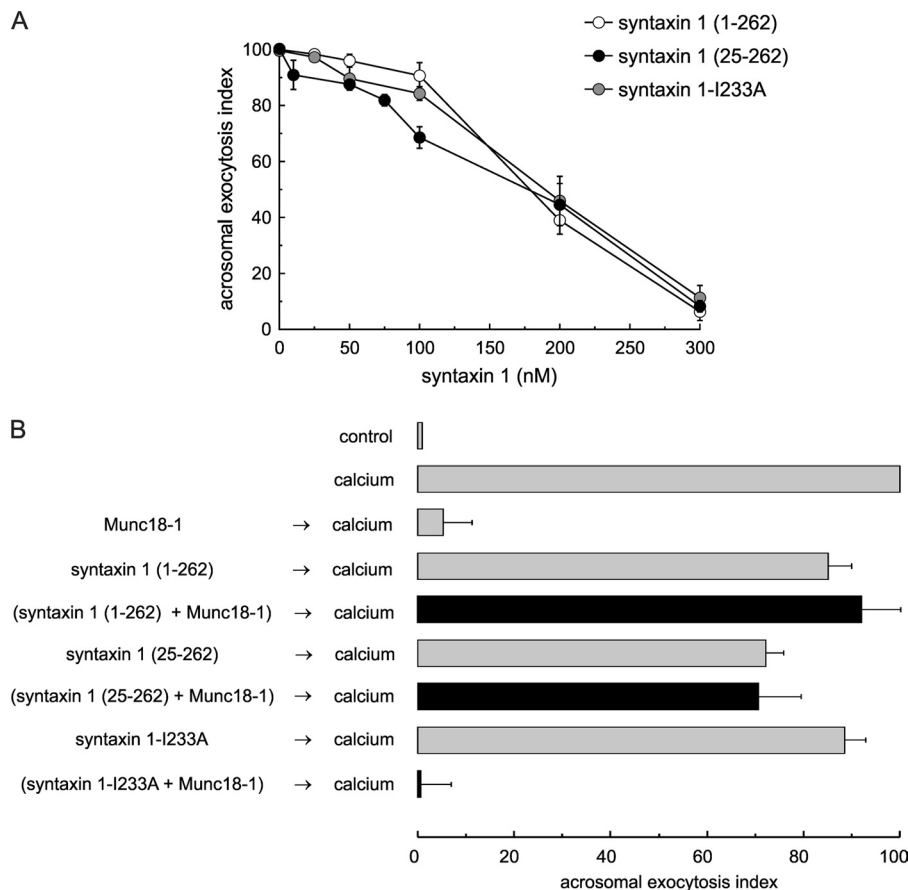 A
syntaxin 1 (1-262)
syntaxin 1 (25-262)
syntaxin 1-I233A
acrosomal exocytosis index
100
80
60
40
20
0
0 50 100 150 200 250 300
syntaxin 1 (nM)
B
control
calcium
Munc18-1 → calcium
syntaxin 1 (1-262) → calcium
(syntaxin 1 (1-262) + Munc18-1) → calcium
syntaxin 1 (25-262) → calcium
(syntaxin 1 (25-262) + Munc18-1) → calcium
syntaxin 1-I233A → calcium
(syntaxin 1-I233A + Munc18-1) → calcium
0 20 40 60 80 100
acrosomal exocytosis index